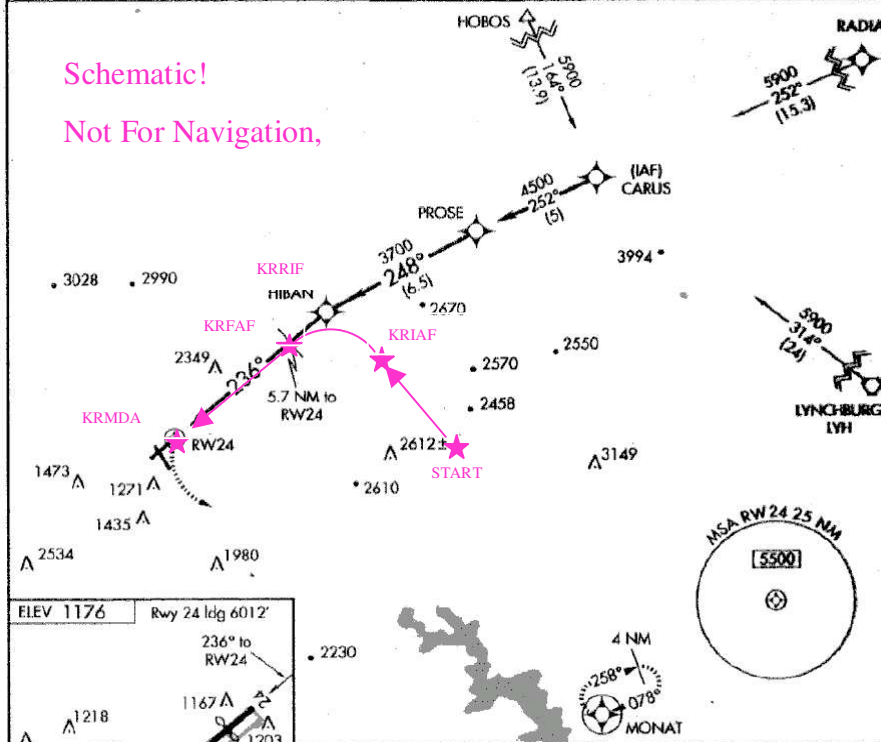 HOBOS
5900
164°
(13.9)
RADIA
5900
252°
(15.3)
Schematic!
Not For Navigation,
(IAF)
CARUS
4500
252°
(5)
PROSE
3700
248°
(6.5)
3994
KRRIF
HIBAN
3028
2990
2670
KRFAF
KRIAF
5900
314°
(24)
2349
236°
5.7 NM to
RW24
2570
2550
2458
LYNCHBURG
LYH
KRMDA
RW24
2612±
START
3149
1473
1271
2610
1435
2534
1980
MSA RW 24 25 NM
5500
ELEV 1176
Rwy 24 ldg 6012'
236° to
RW24
2230
4 NM
258°
078°
MONAT
1167
24
1218
1203